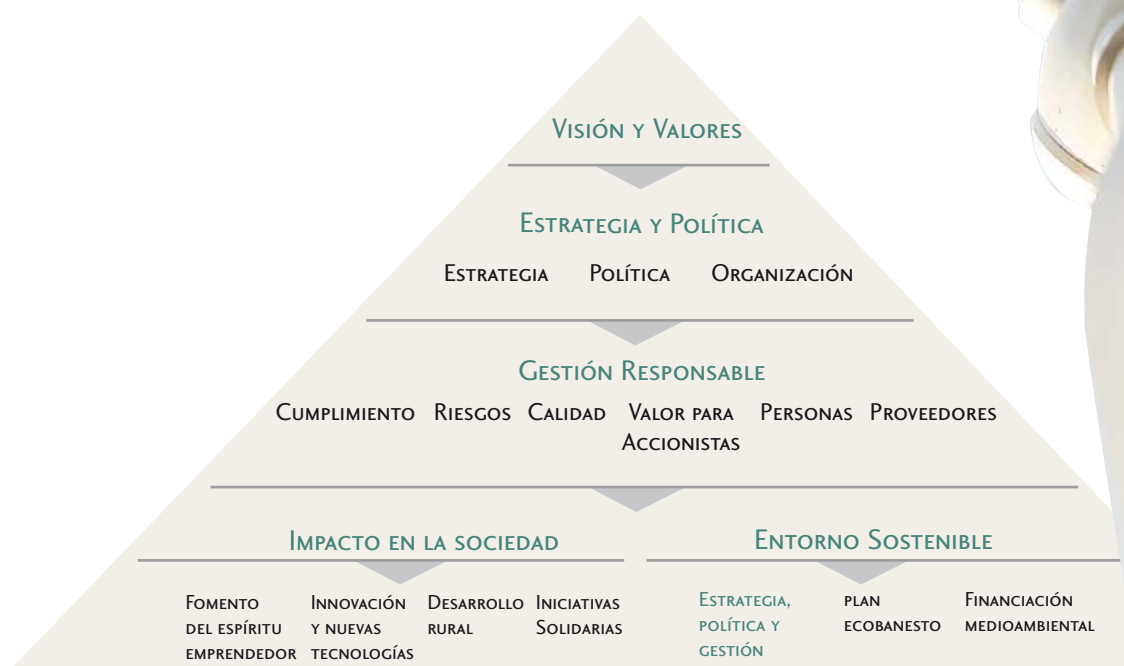 Visión y Valores
Estrategia y Política
Estrategia Política Organización
Gestión Responsable
Cumplimiento Riesgos Calidad Valor para Accionistas Personas Proveedores
Impacto en la sociedad
Entorno Sostenible
Fomento
del espíritu
emprendedor
Innovación
y nuevas
tecnologías
Desarrollo
rural
Iniciativas
Solidarias
Estrategia,
política y
gestión
plan
ecobanesto
Financiación
medioambiental